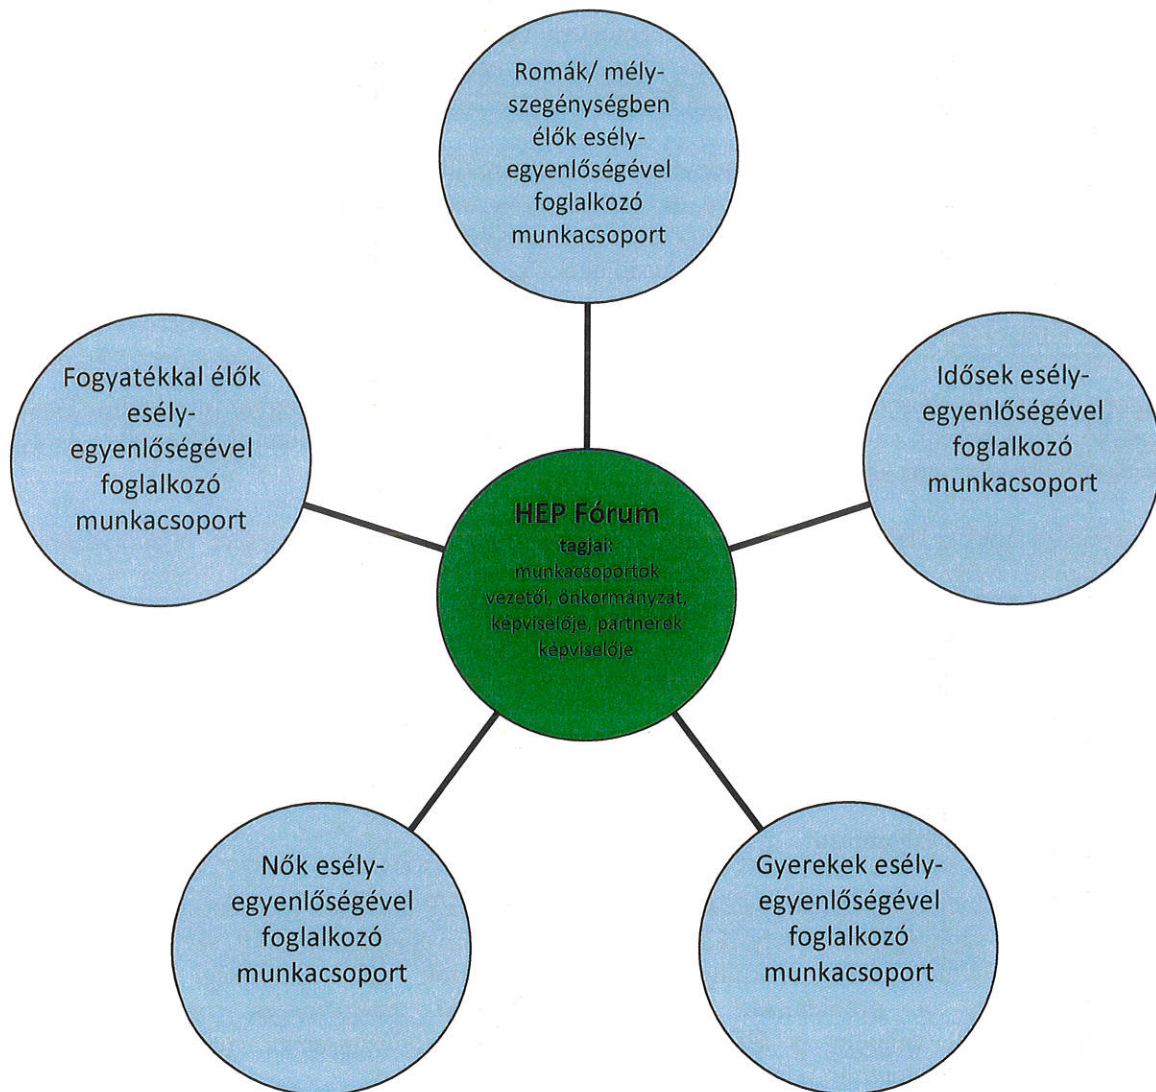 Romák/ mély-
szegénységben
élők esély-
egyenlőségével
foglalkozó
munkacsoport
Fogyatékkal élők
esély-
egyenlőségével
foglalkozó
munkacsoport
Idősek esély-
egyenlőségével
foglalkozó
munkacsoport
HEP Fórum
tagjai:
munkacsoportok
vezetői, önkormányzat,
képviselője, partnerek
képviselője
Nők esély-
egyenlőségével
foglalkozó
munkacsoport
Gyerekek esély-
egyenlőségével
foglalkozó
munkacsoport